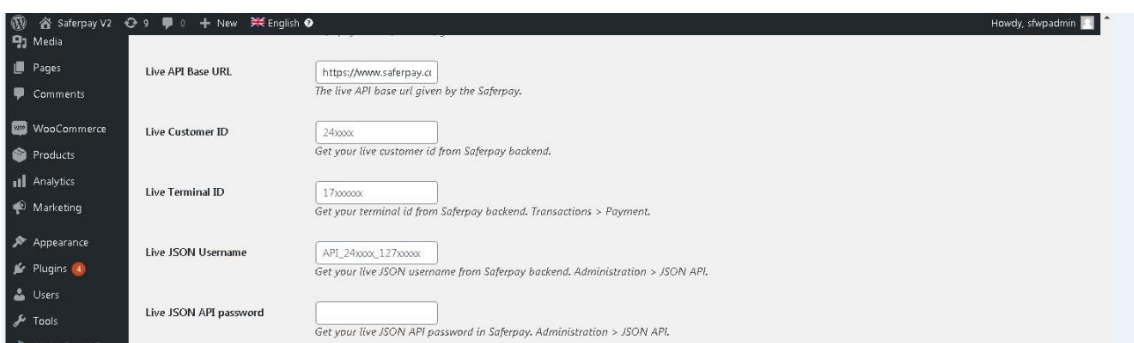 Saferpay V2 9 0 + New English Howdy, sfwpadmin
Media
Pages
Comments
WooCommerce
Products
Analytics
Marketing
Appearance
Plugins 4
Users
Tools
Live API Base URL
https://www.saferpay.co
The live API base url given by the Saferpay.
Live Customer ID
24xxxx
Get your live customer id from Saferpay backend.
Live Terminal ID
17xxxxxx
Get your terminal id from Saferpay backend. Transactions > Payment.
Live JSON Username
API_24xxxx_127xxxxx
Get your live JSON username from Saferpay backend. Administration > JSON API.
Live JSON API password
Get your live JSON API password in Saferpay. Administration > JSON API.